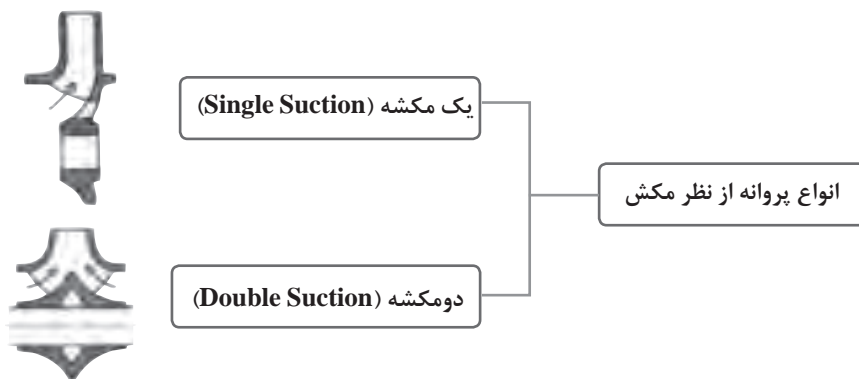 انواع پروانه از نظر مکش
یک مکشه (Single Suction)
دومکشه (Double Suction)